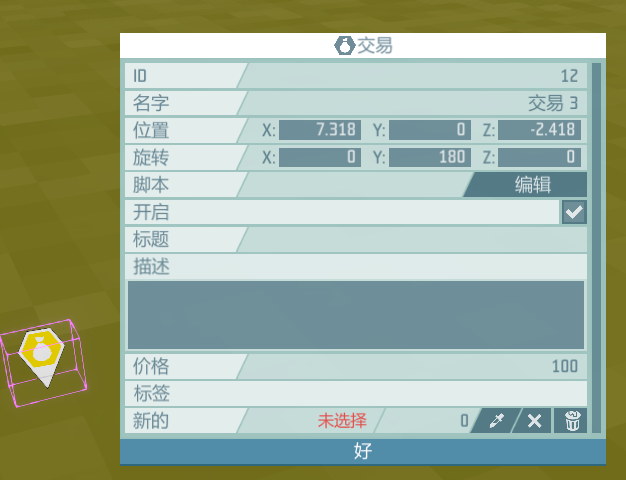 交易
ID 12
名字 交易 3
位置 X: 7.318 Y: 0 Z: -2.418
旋转 X: 0 Y: 180 Z: 0
脚本 编辑
开启
标题
描述
价格 100
标签
新的 未选择 0
好